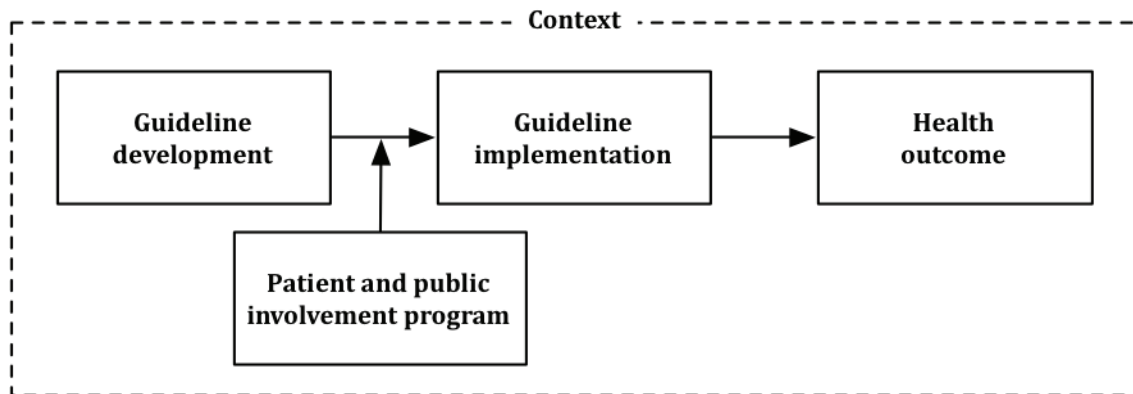 Context
Guideline
development
Guideline
implementation
Health
outcome
Patient and public
involvement program